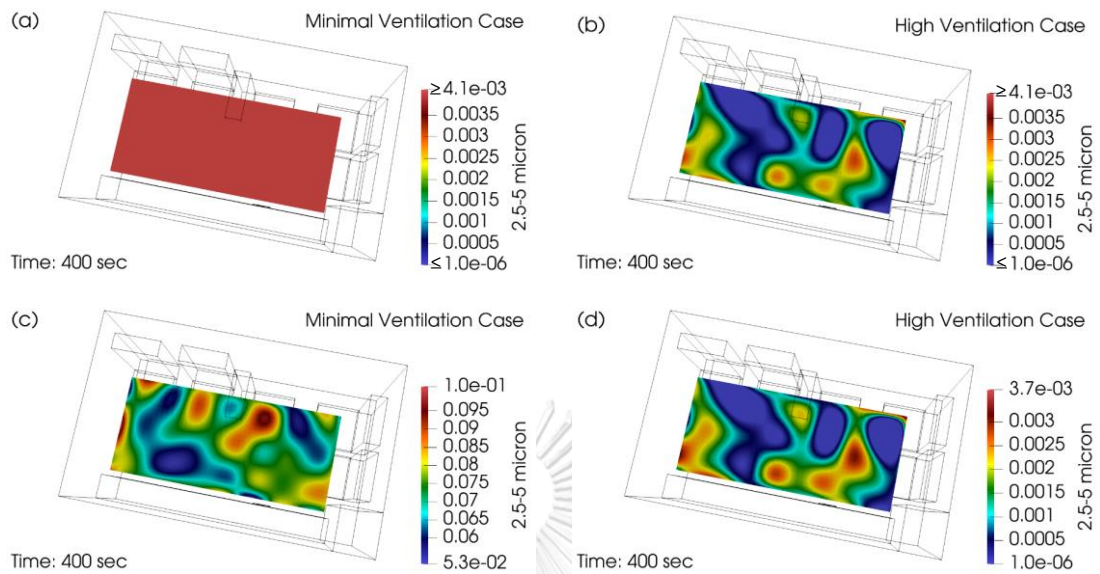 (a)
Minimal Ventilation Case
≥ 4.1e-03
0.0035
0.003
0.0025
0.002
0.0015
0.001
0.0005
≤ 1.0e-06
2.5-5 micron
Time: 400 sec
(b)
High Ventilation Case
≥ 4.1e-03
0.0035
0.003
0.0025
0.002
0.0015
0.001
0.0005
≤ 1.0e-06
2.5-5 micron
Time: 400 sec
(c)
Minimal Ventilation Case
1.0e-01
0.095
0.09
0.085
0.08
0.075
0.07
0.065
0.06
5.3e-02
2.5-5 micron
Time: 400 sec
(d)
High Ventilation Case
3.7e-03
0.003
0.0025
0.002
0.0015
0.001
0.0005
1.0e-06
2.5-5 micron
Time: 400 sec